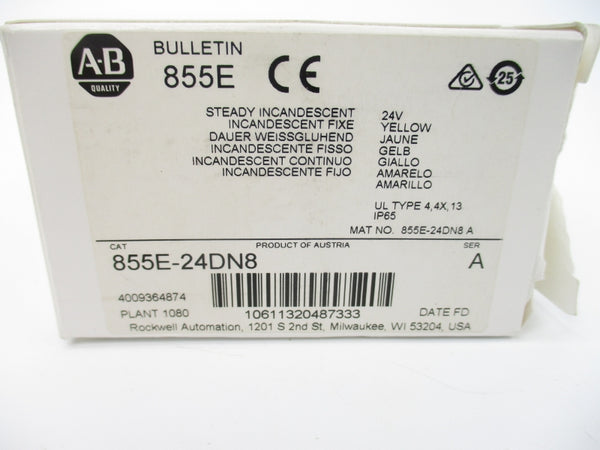 A·B
QUALITY
BULLETIN
855E CE
25
STEADY INCANDESCENT 24V
INCANDESCENT FIXE YELLOW
DAUER WEISSGLUHEND JAUNE
INCANDESCENTE FISSO GELB
INCANDESCENT CONTINUO GIALLO
INCANDESCENTE FIJO AMARELO
AMARILLO
UL TYPE 4,4X,13
IP65
MAT NO. 855E-24DN8 A
CAT PRODUCT OF AUSTRIA SER
855E-24DN8 A
4009364874
PLANT 1080 10611320487333 DATE FD
Rockwell Automation, 1201 S 2nd St, Milwaukee, WI 53204, USA